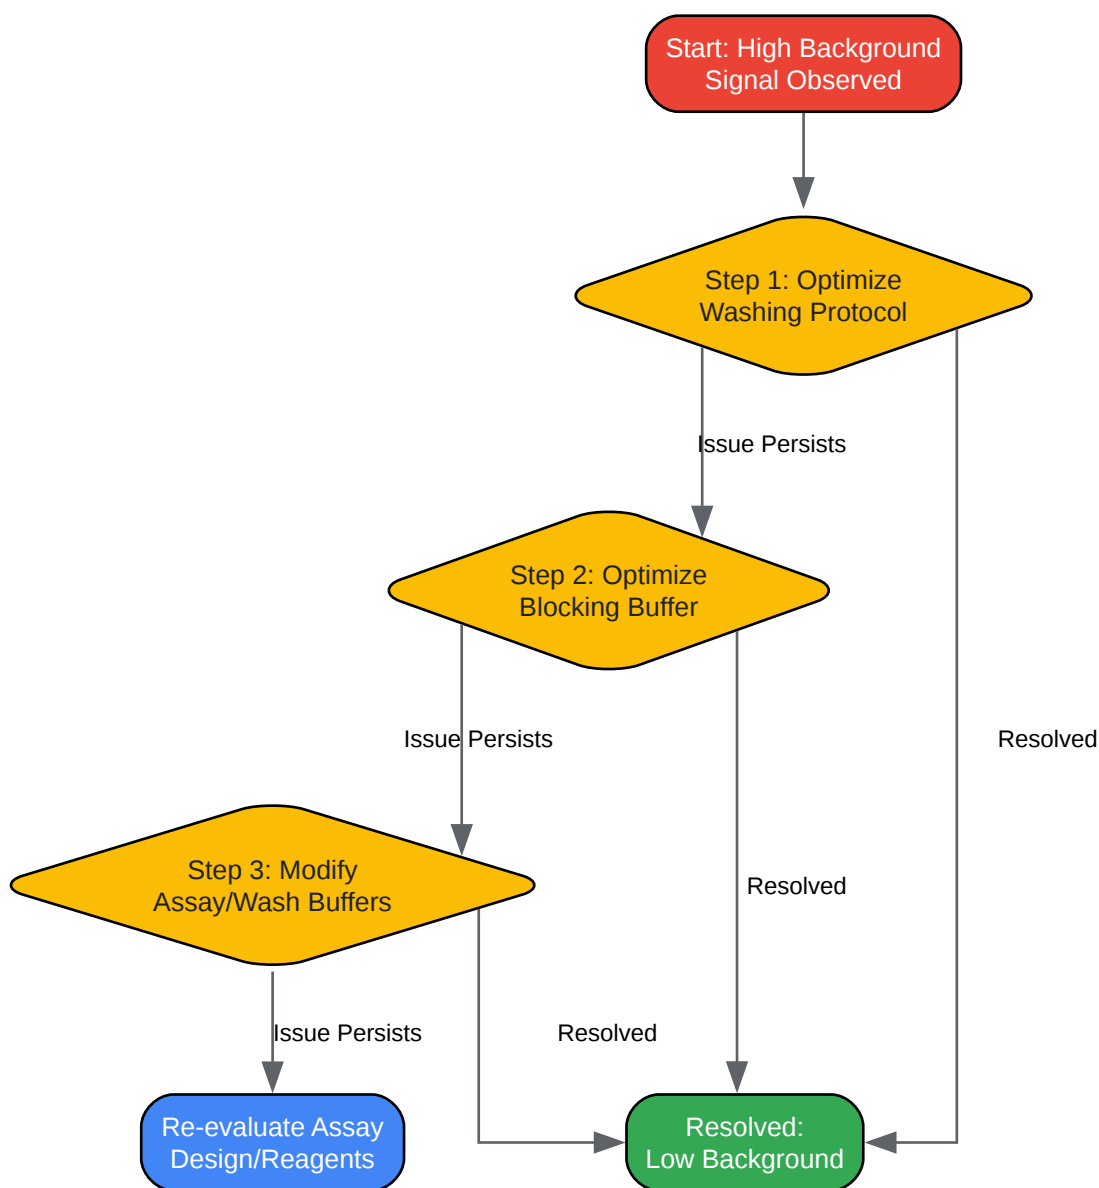 Start: High Background
Signal Observed
Step 1: Optimize
Washing Protocol
Issue Persists
Step 2: Optimize
Blocking Buffer
Issue Persists
Resolved
Step 3: Modify
Assay/Wash Buffers
Resolved
Issue Persists
Resolved
Re-evaluate Assay
Design/Reagents
Resolved:
Low Background